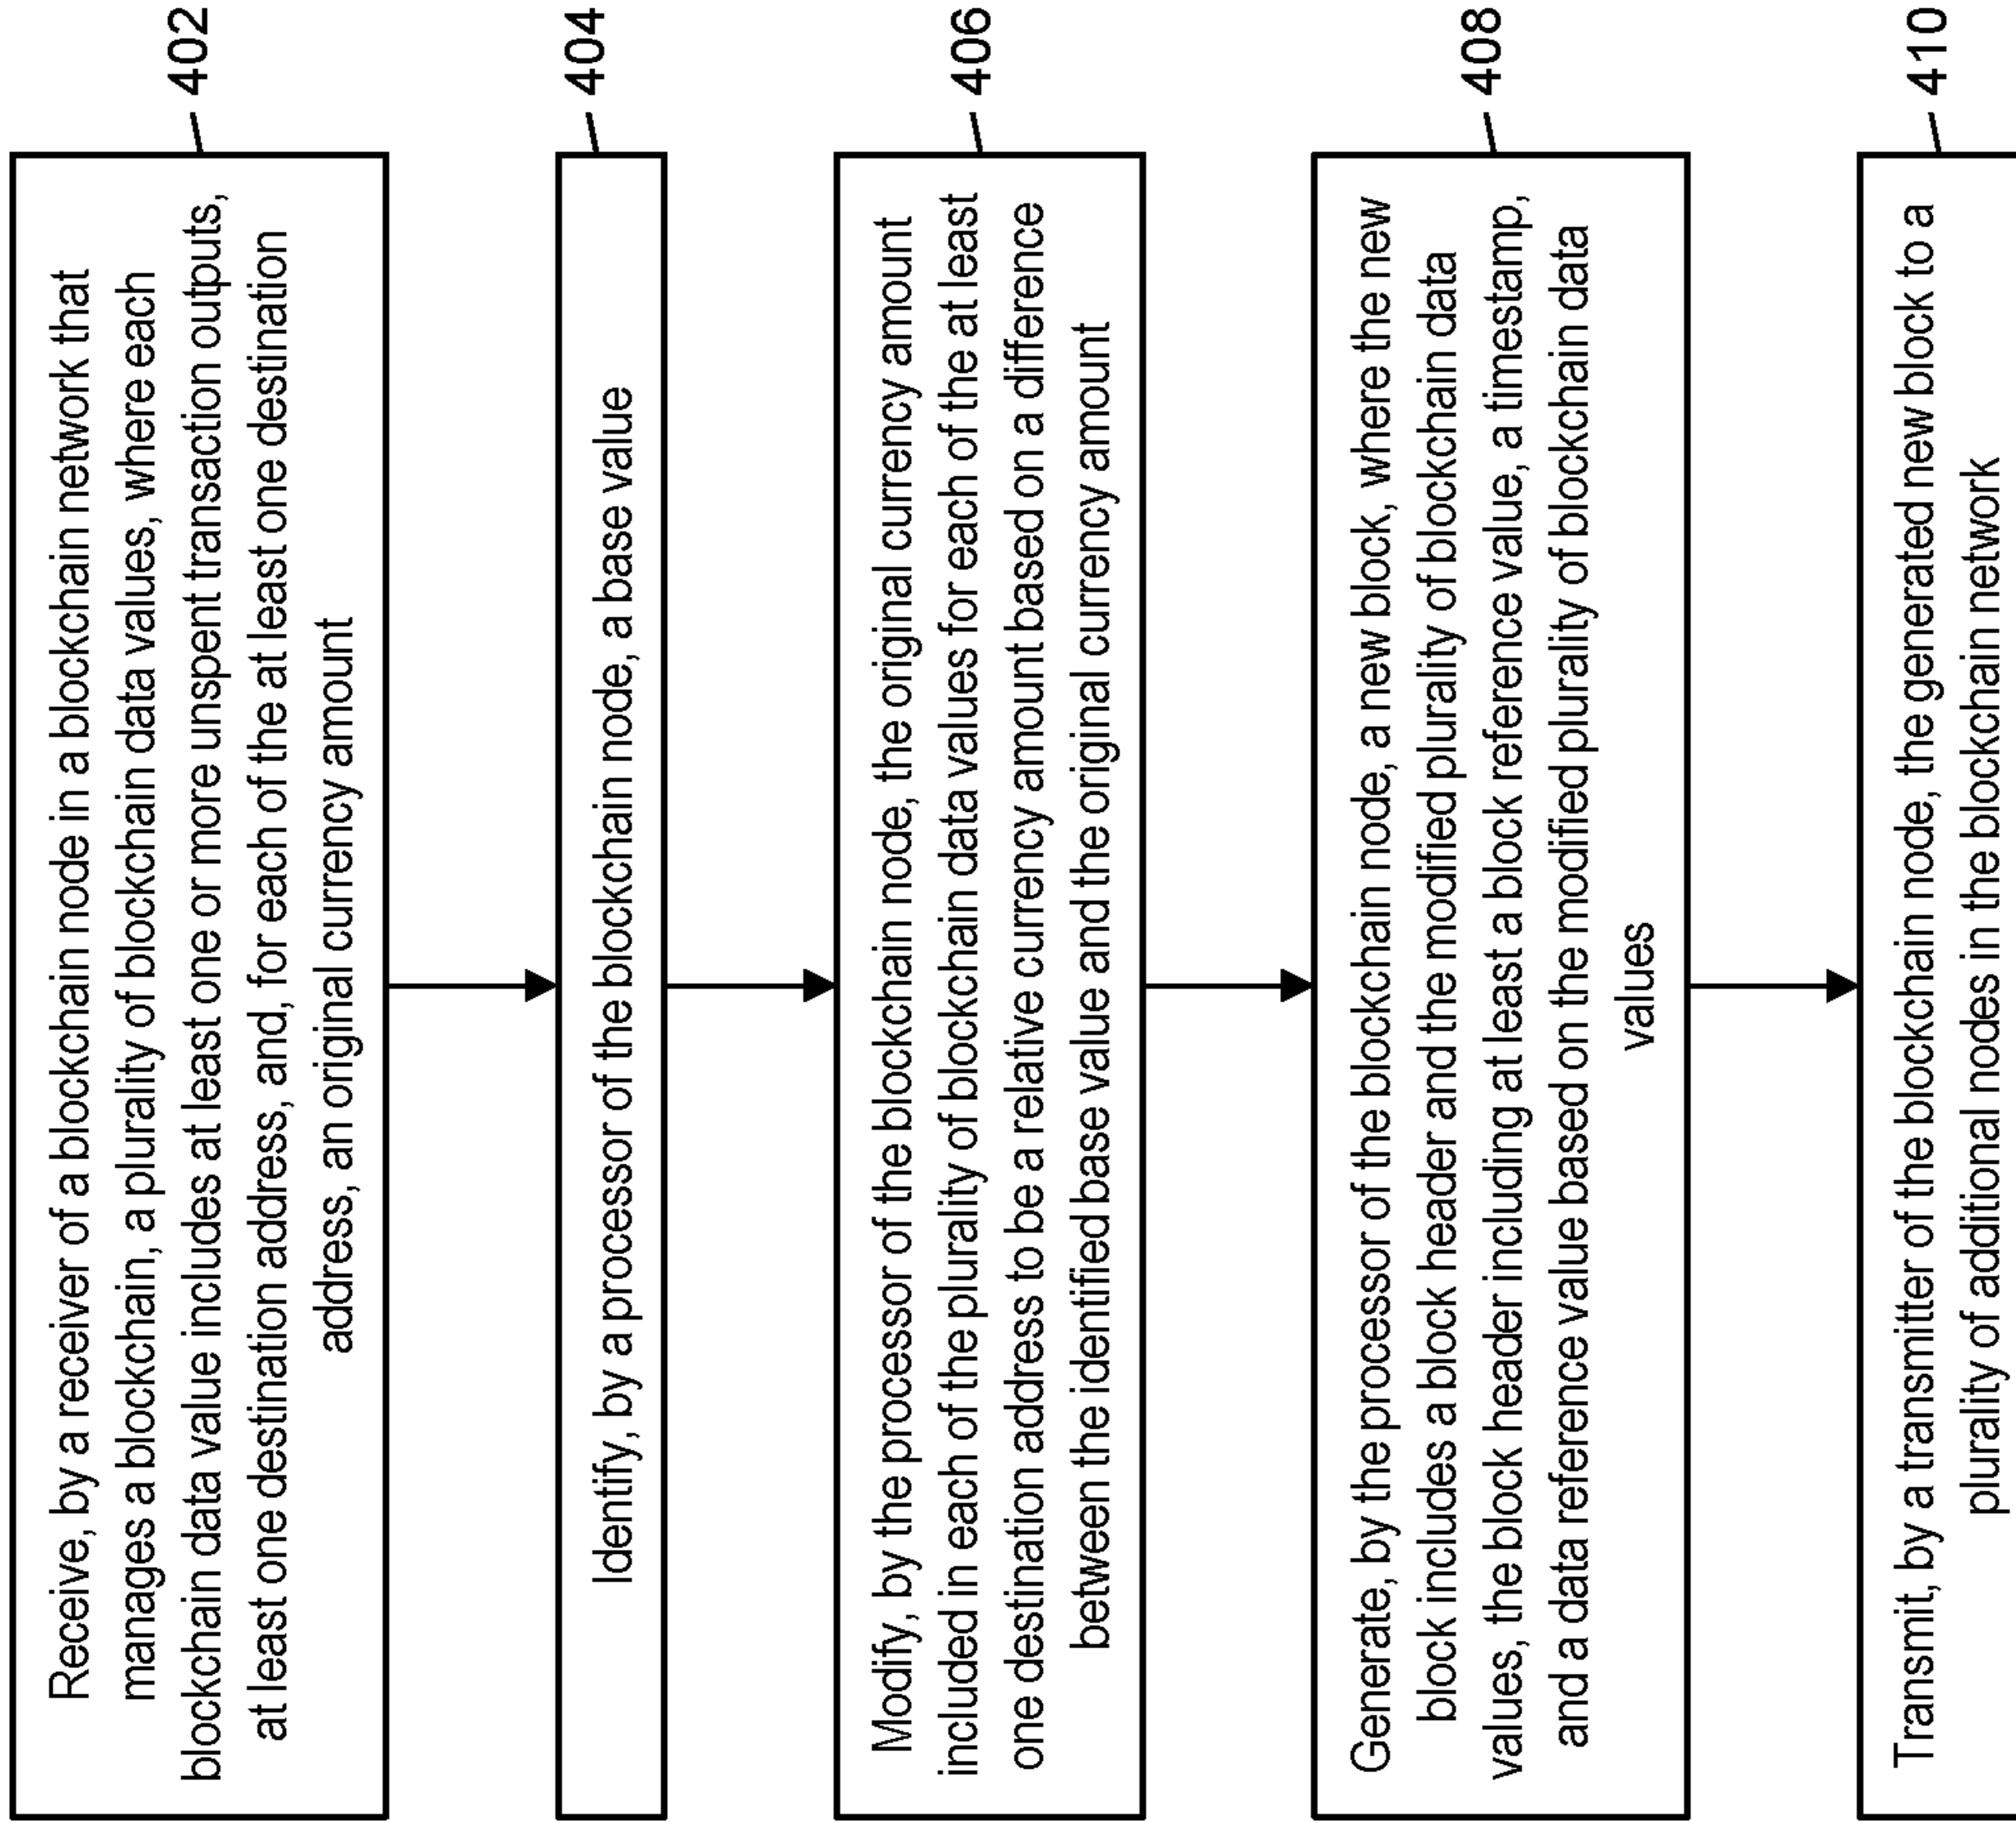 Receive, by a receiver of a blockchain node in a blockchain network that
manages a blockchain, a plurality of blockchain data values, where each
blockchain data value includes at least one or more unspent transaction outputs,
at least one destination address, and, for each of the at least one destination
address, an original currency amount
402
Identify, by a processor of the blockchain node, a base value
404
Modify, by the processor of the blockchain node, the original currency amount
included in each of the plurality of blockchain data values for each of the at least
one destination address to be a relative currency amount based on a difference
between the identified base value and the original currency amount
406
Generate, by the processor of the blockchain node, a new block, where the new
block includes a block header and the modified plurality of blockchain data
values, the block header including at least a block reference value, a timestamp,
and a data reference value based on the modified plurality of blockchain data
values
408
Transmit, by a transmitter of the blockchain node, the generated new block to a
plurality of additional nodes in the blockchain network
410